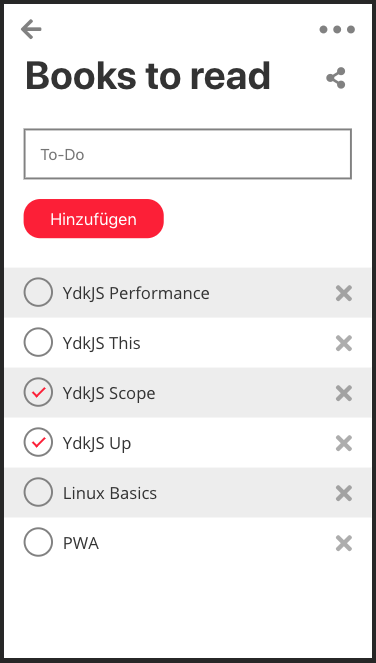 Books to read
To-Do
Hinzufügen
YdkJS Performance
YdkJS This
YdkJS Scope
YdkJS Up
Linux Basics
PWA